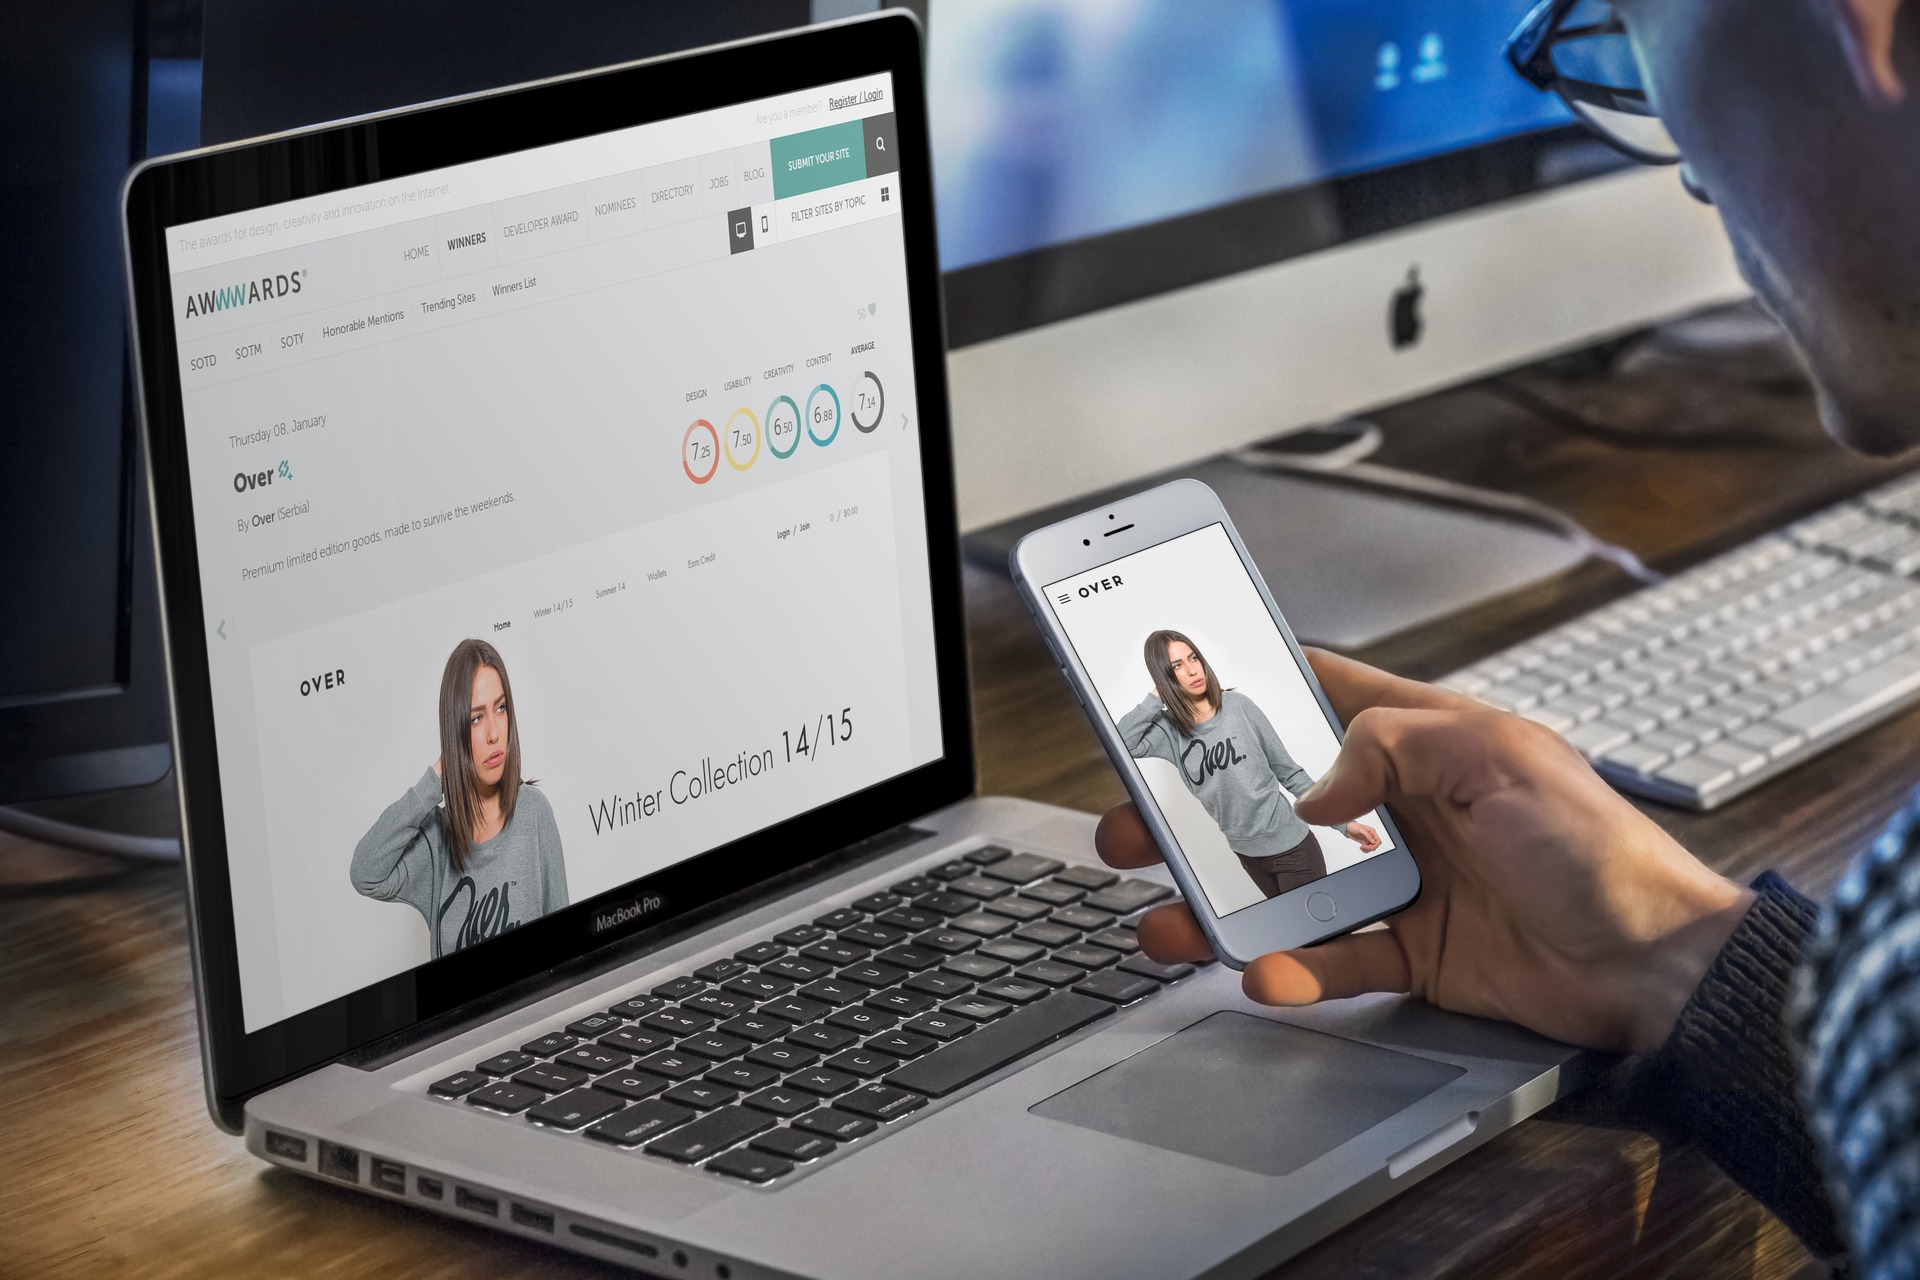 The awards for design, creativity and innovation on the Internet
Are you a member? Register / Login
AWWWARDS®
HOME
WINNERS
DEVELOPER AWARD
NOMINEES
DIRECTORY
JOBS
BLOG
SUBMIT YOUR SITE
SOTD
SOTM
SOTY
Honorable Mentions
Trending Sites
Winners List
FILTER SITES BY TOPIC
50
Thursday 08, January
Over
By Over (Serbia)
Premium limited edition goods, made to survive the weekends.
DESIGN
USABILITY
CREATIVITY
CONTENT
AVERAGE
7.25
7.50
6.50
6.88
7.14
Login / Join
0 / $0.00
Home
Winter 14/15
Summer 14
Wallets
Earn Credit
OVER
Winter Collection 14/15
Over.™
MacBook Pro
OVER
Over.™
command
option